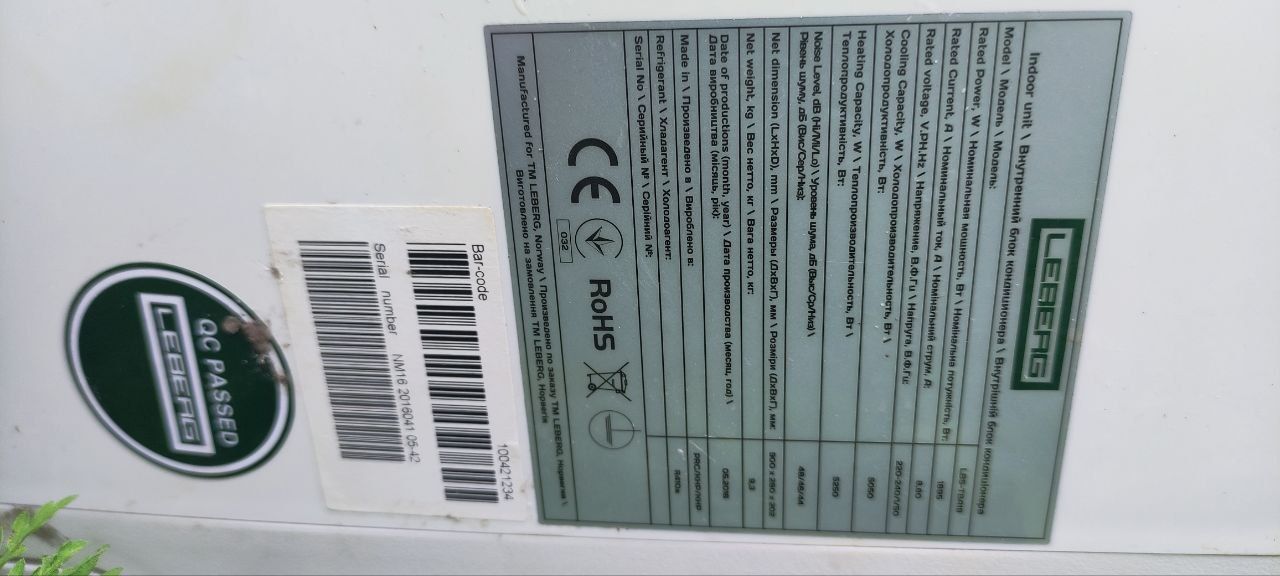 LEBERG
Indoor unit \ Внутренний блок кондиционера \ Внутрішній блок кондиціонера
Model \ Модель \ Модель:
Rated Power, W \ Номинальная мощность, Вт \ Номінальна потужність, Вт: 1895
Rated Current, A \ Номинальный ток, А \ Номінальний струм, А: 8,80
Rated voltage, V.PH.Hz \ Напряжение, В.Ф.Гц \ Напруга, В.Ф.Гц: 220-240/1/50
Cooling Capacity, W \ Холодопроизводительность, Вт \
Холодопродуктивність, Вт: 5050
Heating Capacity, W \ Теплопроизводительность, Вт \
Теплопродуктивність, Вт: 5250
Noise Level, dB (Hi/Mi/Lo) \ Уровень шума, дБ (Выс/Ср/Низ) \
Рівень шуму, дБ (Вис/Сер/Низ): 48/46/44
Net dimension (LxHxD), mm \ Размеры (ДхВхГ), мм \ Розміри (ДхВхГ), мм: 900 x 280 x 202
Net weight, kg \ Вес нетто, кг \ Вага нетто, кг: 9,3
Date of productions (month, year) \ Дата производства (месяц, год) \
Дата виробництва (місяць, рік): 05.2016
Made in \ Произведено в \ Вироблено в: PRC/КНР/КНР
Refrigerant \ Хладагент \ Холодоагент: R410a
Serial No \ Серийный № \ Серійний №:
CE 032 RoHS
Manufactured for TM LEBERG, Norway \ Произведено по заказу ТМ LEBERG, Норвегия \
Виготовлено на замовлення ТМ LEBERG, Норвегія
Bar-code 100421234
Serial number NM16 2016041 05-42
QC PASSED
LEBERG